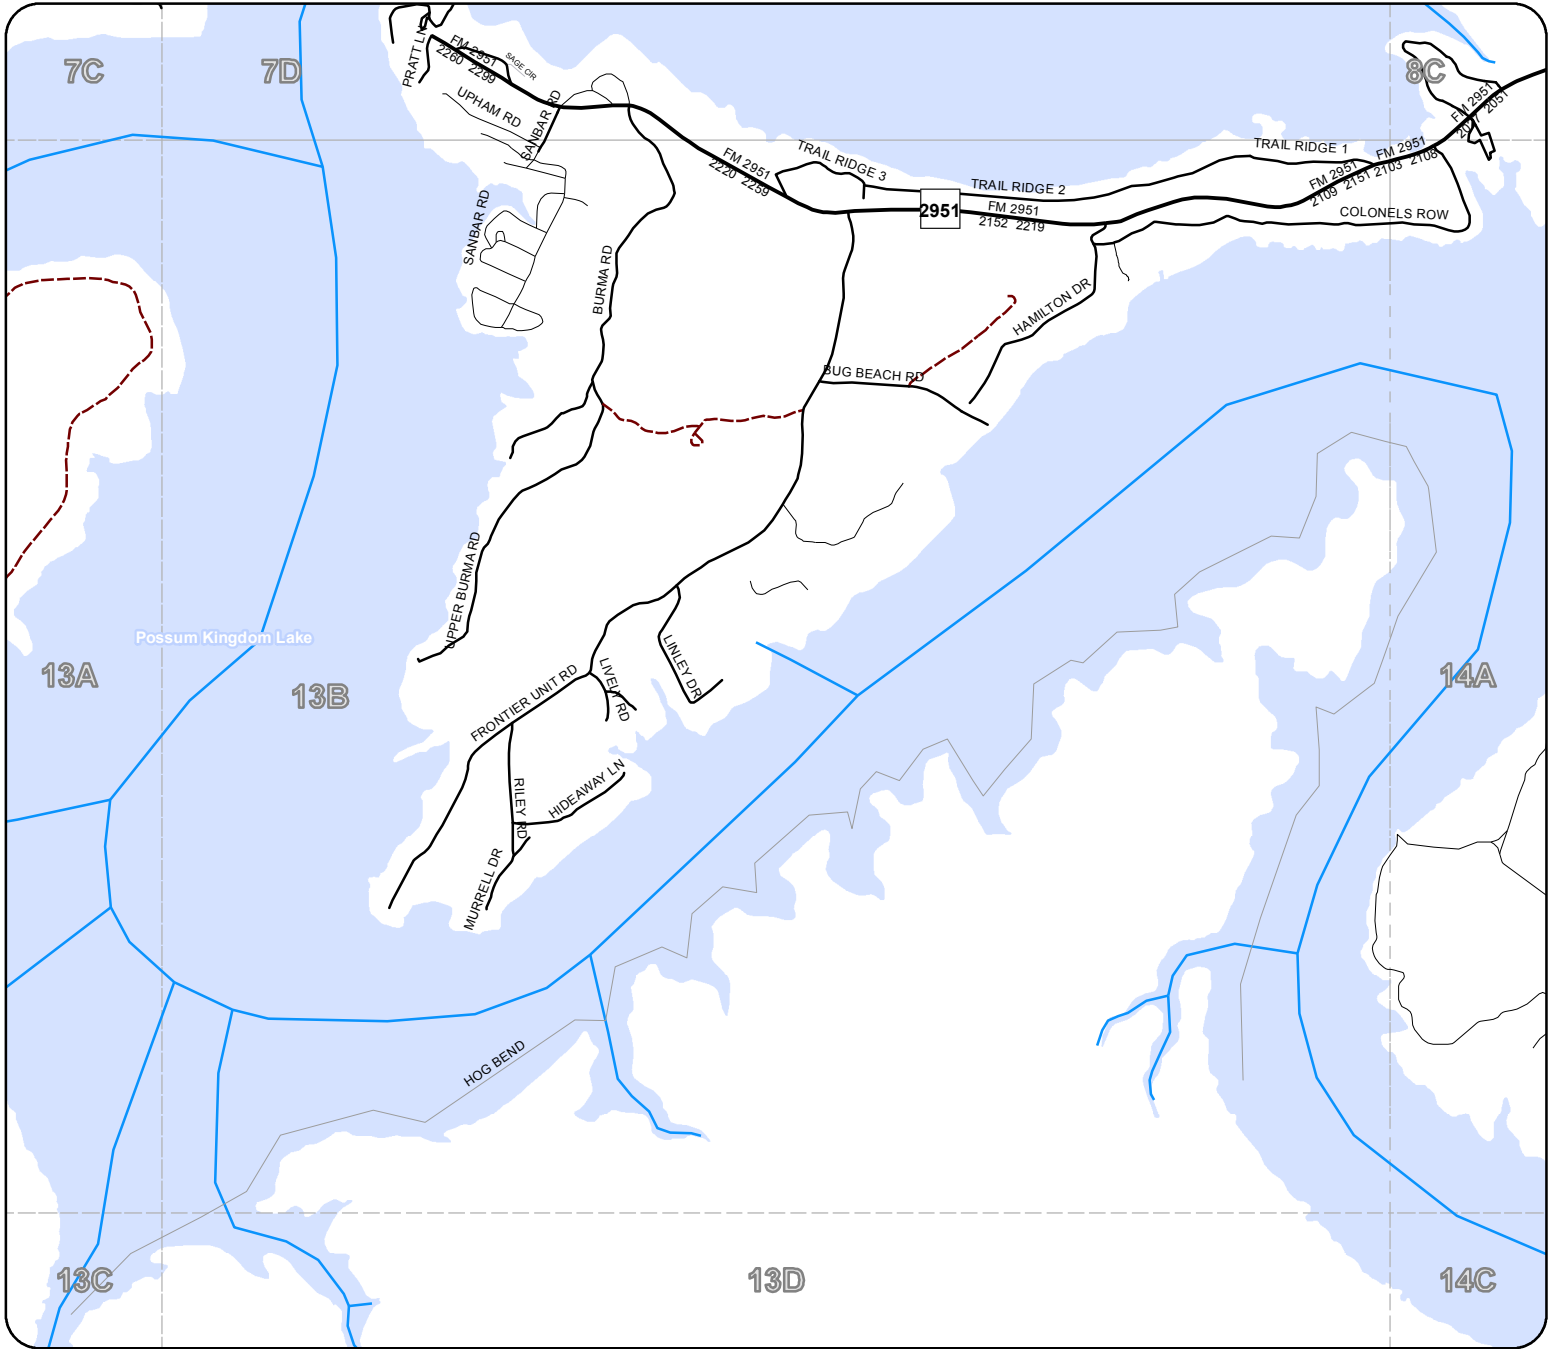 7C
7D
8C
PRATT LN
FM 2951
2260 2299
SAGE CIR
UPHAM RD
SANBAR RD
SANBAR RD
FM 2951
2051
FM 2951
2220 2259
TRAIL RIDGE 3
TRAIL RIDGE 2
TRAIL RIDGE 1
2951
FM 2951
2152 2219
FM 2951
2109 2151
FM 2951
2103 2108
COLONELS ROW
BURMA RD
HAMILTON DR
BUG BEACH RD
UPPER BURMA RD
Possum Kingdom Lake
13A
13B
14A
LINLEY DR
LIVELY RD
FRONTIER UNIT RD
RILEY RD
HIDEAWAY LN
MURRELL DR
HOG BEND
13C
13D
14C